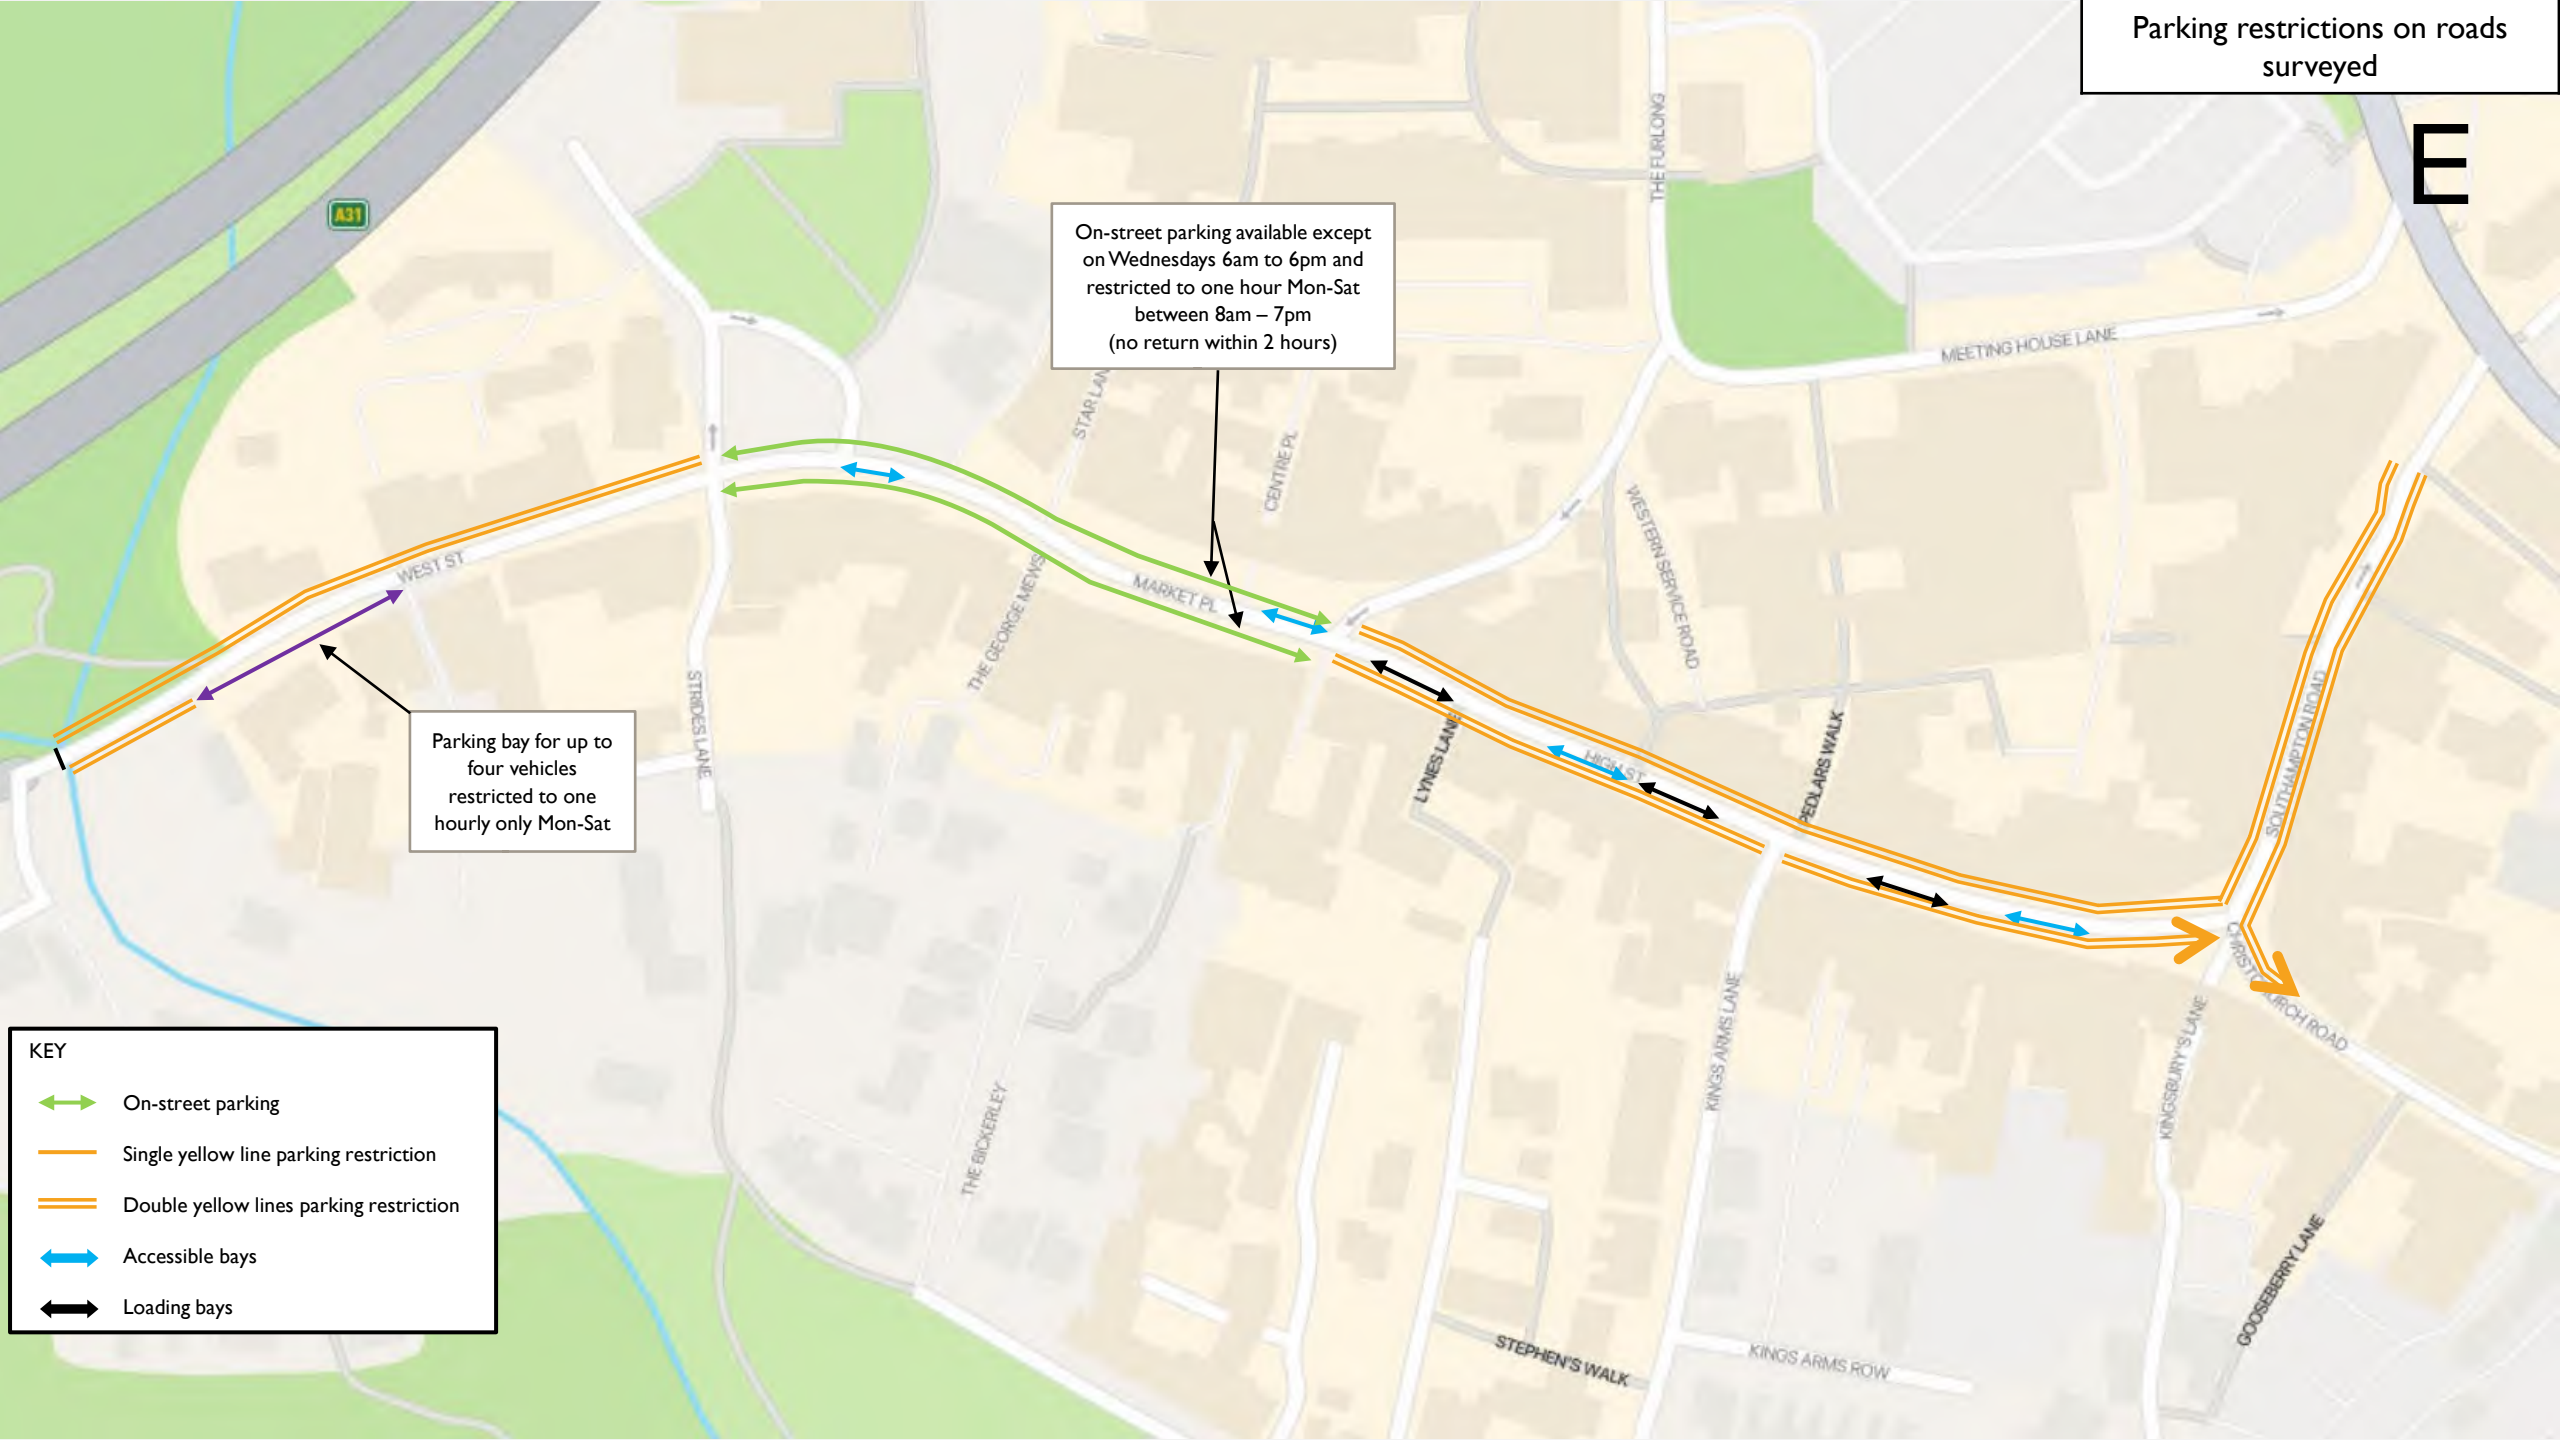 Parking restrictions on roads
surveyed
E
A31
THE FURLONG
On-street parking available except
on Wednesdays 6am to 6pm and
restricted to one hour Mon-Sat
between 8am – 7pm
(no return within 2 hours)
MEETING HOUSE LANE
STAR LAN
CENTRE PL
WESTERN SERVICE ROAD
WEST ST
MARKET PL
THE GEORGE MEWS
STRIDES LANE
LYNES LANE
HIGH ST
PEDLARS WALK
SOUTHAMPTON ROAD
Parking bay for up to
four vehicles
restricted to one
hourly only Mon-Sat
CHRISTCHURCH ROAD
KINGS ARMS LANE
KINGSBURY'S LANE
THE BICKERLEY
GOOSEBERRY LANE
STEPHEN'S WALK
KINGS ARMS ROW
KEY
On-street parking
Single yellow line parking restriction
Double yellow lines parking restriction
Accessible bays
Loading bays